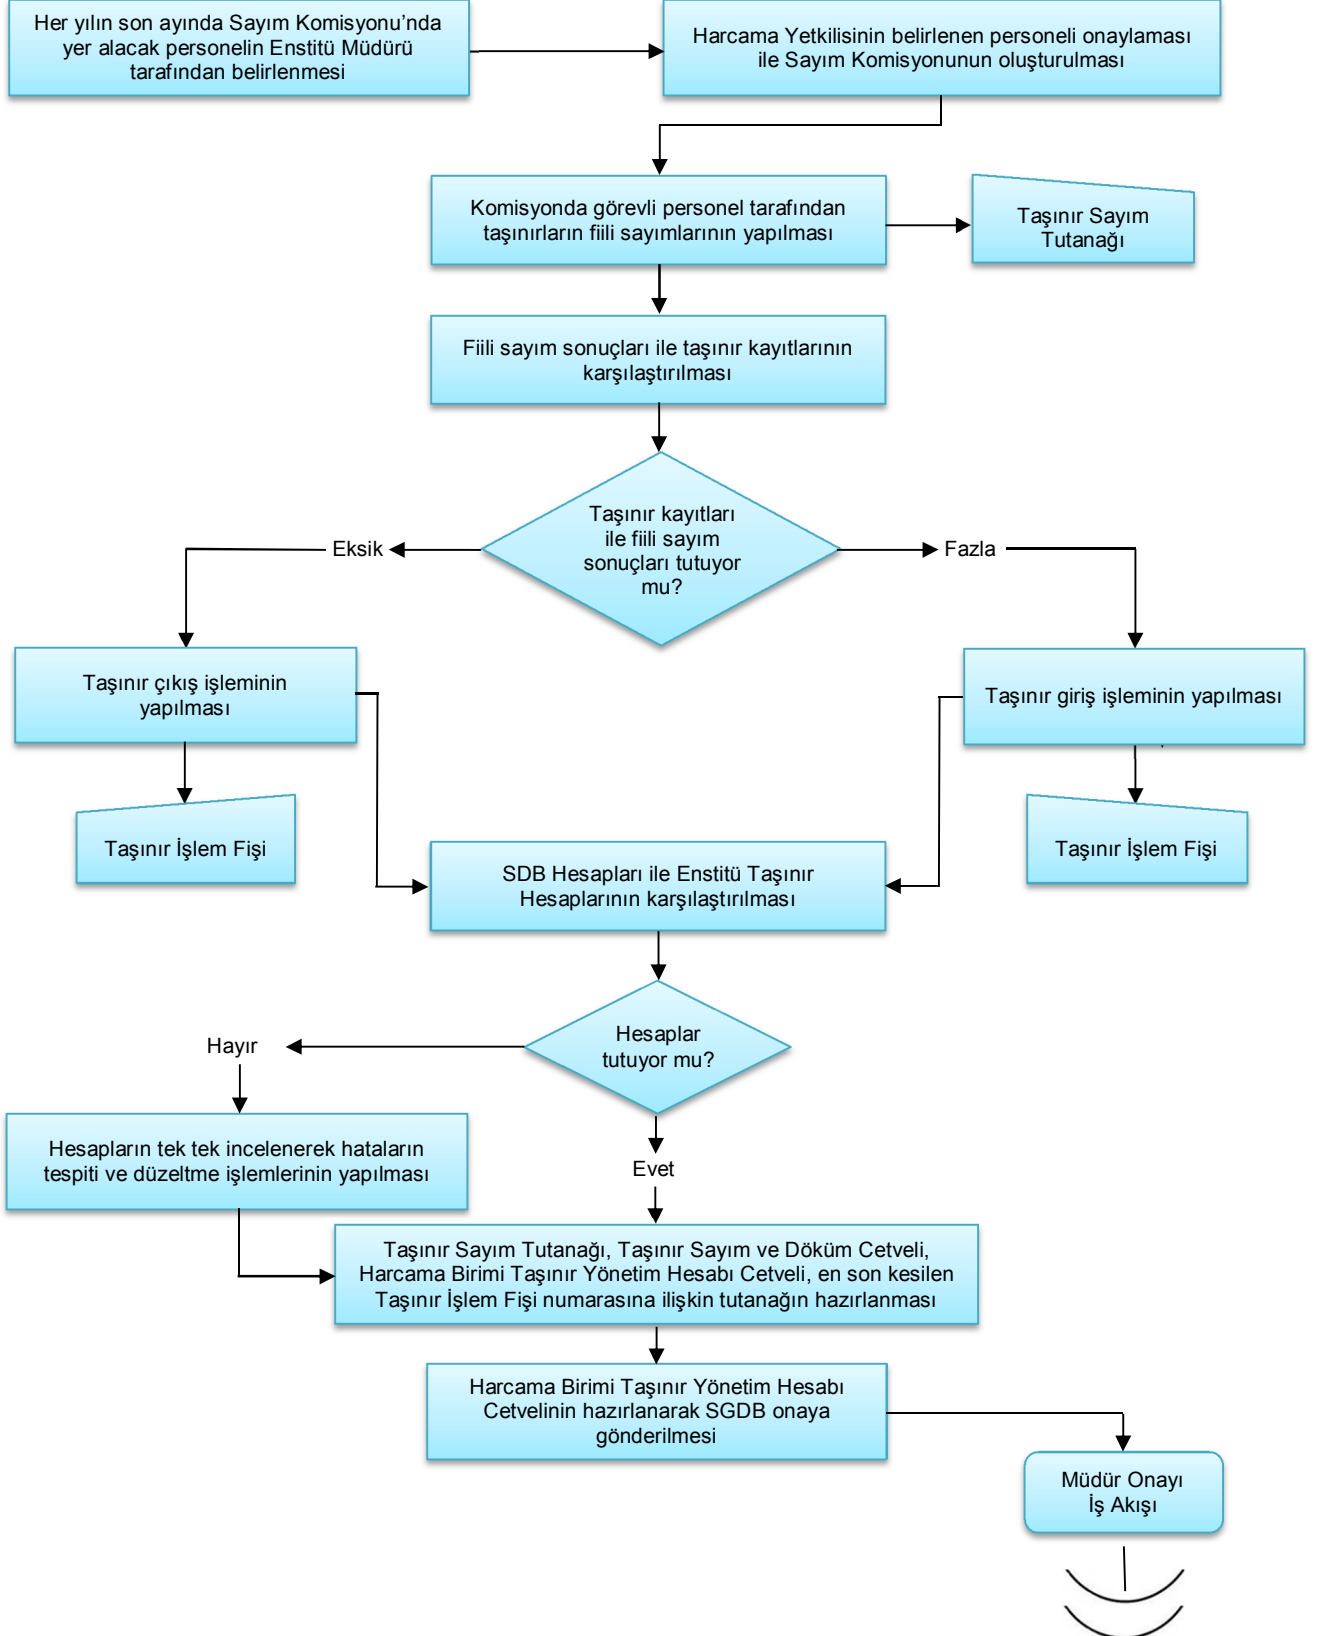 Her yılın son ayında Sayım Komisyonu’nda
yer alacak personelin Enstitü Müdürü
tarafından belirlenmesi
Harcama Yetkilisinin belirlenen personeli onaylaması
ile Sayım Komisyonunun oluşturulması
Komisyonda görevli personel tarafından
taşınırların fiili sayımlarının yapılması
Taşınır Sayım
Tutanağı
Fiili sayım sonuçları ile taşınır kayıtlarının
karşılaştırılması
Taşınır kayıtları
ile fiili sayım
sonuçları tutuyor
mu?
Eksik
Fazla
Taşınır çıkış işleminin
yapılması
Taşınır giriş işleminin yapılması
Taşınır İşlem Fişi
Taşınır İşlem Fişi
SDB Hesapları ile Enstitü Taşınır
Hesaplarının karşılaştırılması
Hesaplar
tutuyor mu?
Hayır
Hesapların tek tek incelenerek hataların
tespiti ve düzeltme işlemlerinin yapılması
Evet
Taşınır Sayım Tutanağı, Taşınır Sayım ve Döküm Cetveli,
Harcama Birimi Taşınır Yönetim Hesabı Cetveli, en son kesilen
Taşınır İşlem Fişi numarasına ilişkin tutanağın hazırlanması
Harcama Birimi Taşınır Yönetim Hesabı
Cetvelinin hazırlanarak SGDB onaya
gönderilmesi
Müdür Onayı
İş Akışı